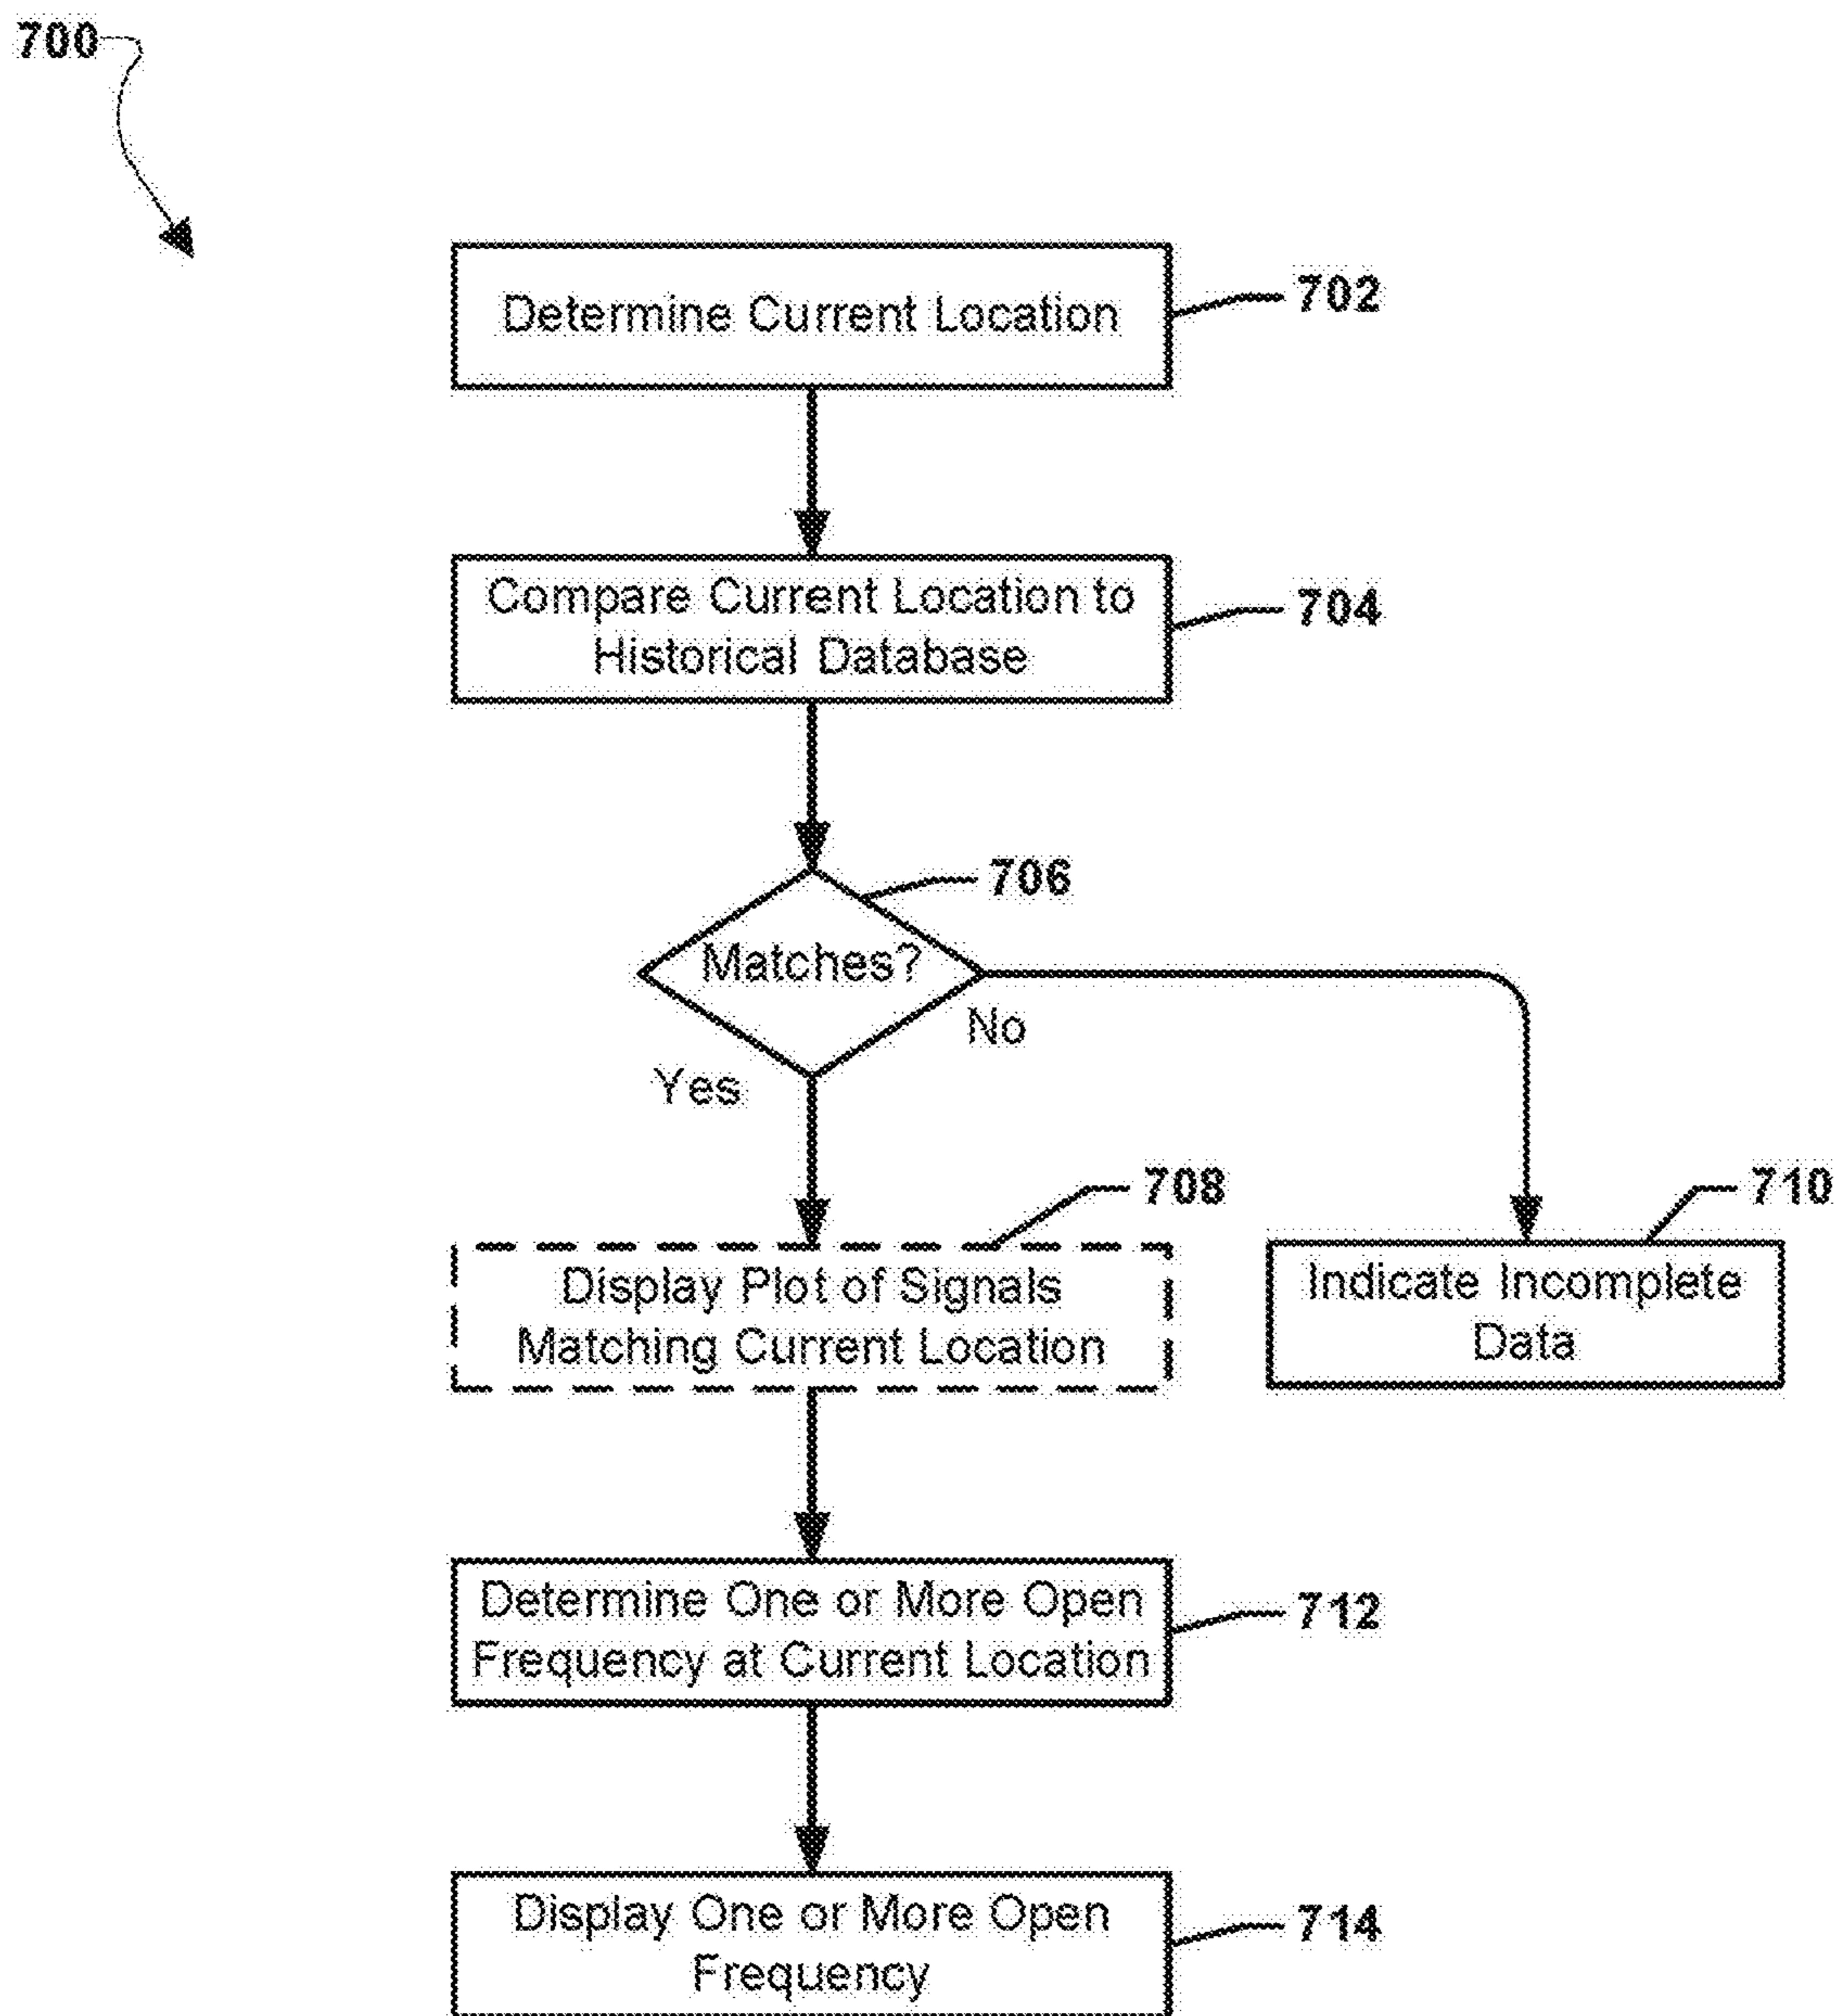 700
Determine Current Location
702
Compare Current Location to
Historical Database
704
706
Matches?
No
Yes
708
710
Display Plot of Signals
Matching Current Location
Indicate Incomplete
Data
Determine One or More Open
Frequency at Current Location
712
Display One or More Open
Frequency
714